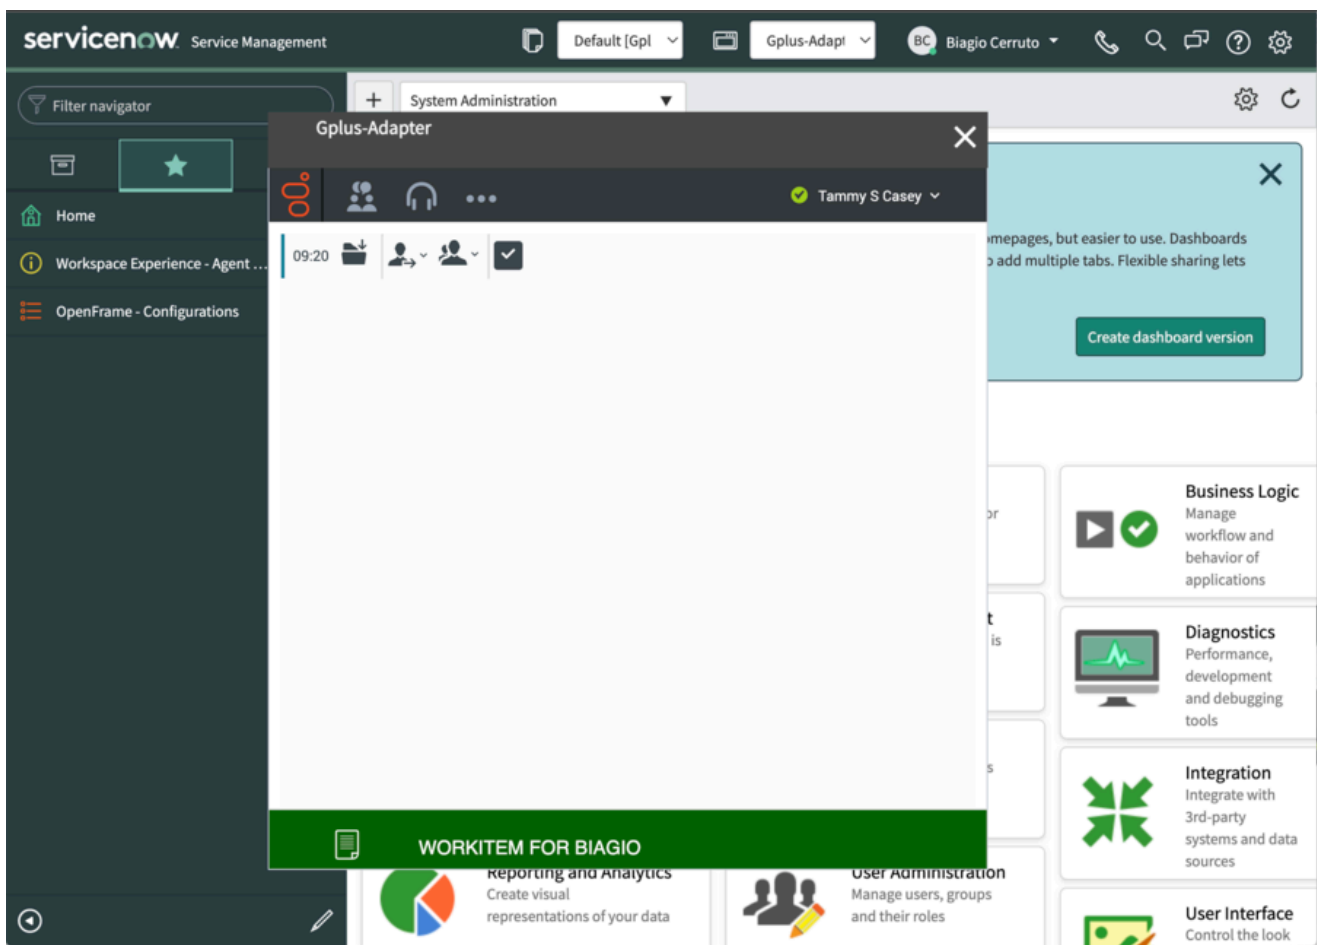 servicenow. Service Management
Default [Gpl
Gplus-Adapt
BC Biagio Cerruto
Filter navigator
System Administration
Gplus-Adapter
Home
Workspace Experience - Agent ...
OpenFrame - Configurations
Tammy S Casey
09:20
omepages, but easier to use. Dashboards
o add multiple tabs. Flexible sharing lets
Create dashboard version
or
t
is
s
Business Logic
Manage
workflow and
behavior of
applications
Diagnostics
Performance,
development
and debugging
tools
Integration
Integrate with
3rd-party
systems and data
sources
WORKITEM FOR BIAGIO
Reporting and Analytics
Create visual
representations of your data
User Administration
Manage users, groups
and their roles
User Interface
Control the look